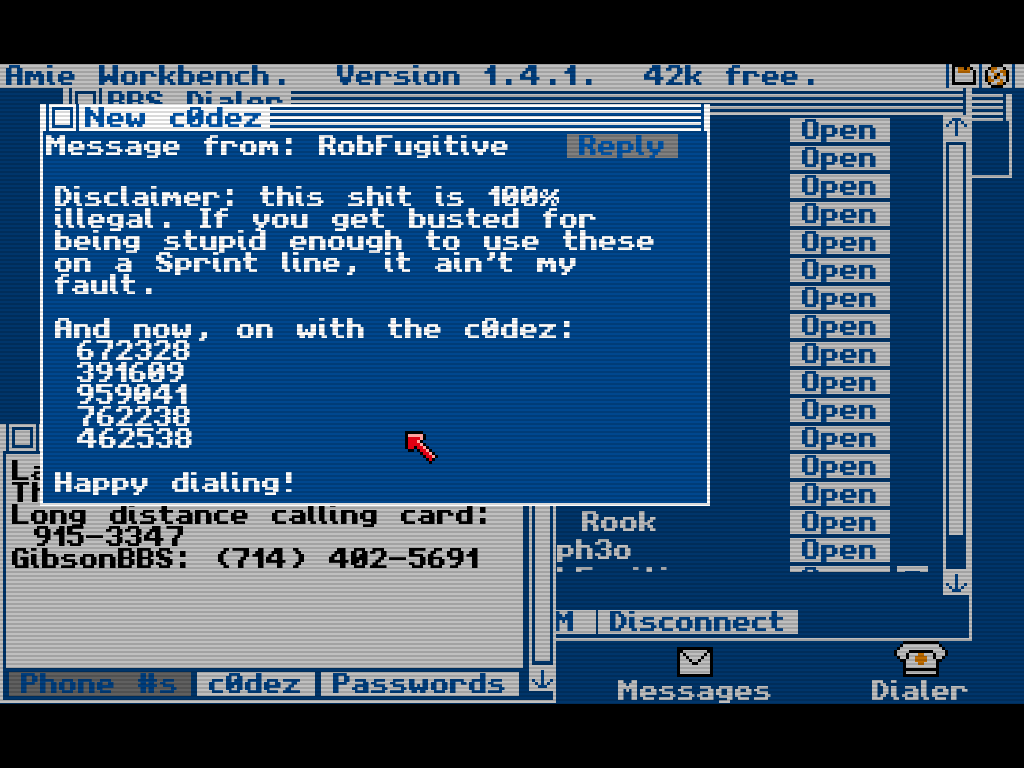 Amie Workbench. Version 1.4.1. 42k free.
BBS Dialer
New c0dez
Message from: RobFugitive Reply
Disclaimer: this shit is 100%
illegal. If you get busted for
being stupid enough to use these
on a Sprint line, it ain't my
fault.
And now, on with the c0dez:
672328
391609
959041
762238
462538
Happy dialing!
Open
Open
Open
Open
Open
Open
Open
Open
Open
Open
Open
Open
Open
Open
Rook Open
ph3o Open
Long distance calling card:
915-3347
GibsonBBS: (714) 402-5691
M Disconnect
Phone #s c0dez Passwords
Messages Dialer